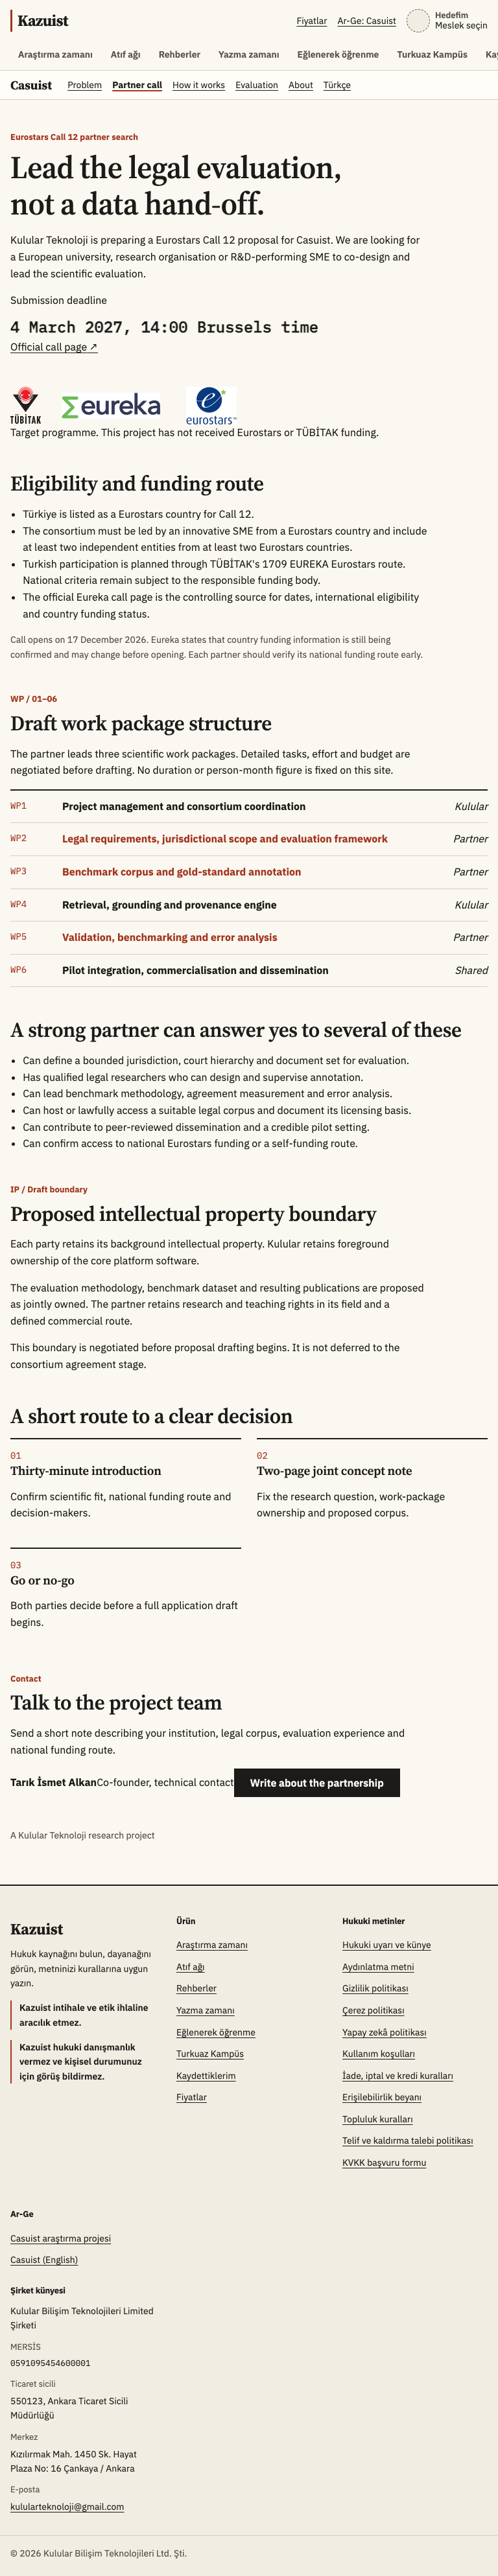 Kazuist
Fiyatlar
Ar-Ge: Casuist
Hedefim
Meslek seçin
Araştırma zamanı
Atıf ağı
Rehberler
Yazma zamanı
Eğlenerek öğrenme
Turkuaz Kampüs
Casuist
Problem
Partner call
How it works
Evaluation
About
Türkçe
Eurostars Call 12 partner search
Lead the legal evaluation,
not a data hand-off.
Kulular Teknoloji is preparing a Eurostars Call 12 proposal for Casuist. We are looking for
a European university, research organisation or R&D-performing SME to co-design and
lead the scientific evaluation.
Submission deadline
4 March 2027, 14:00 Brussels time
Official call page ↗
TÜBİTAK
eureka
eurostars™
Target programme. This project has not received Eurostars or TÜBİTAK funding.
Eligibility and funding route
• Türkiye is listed as a Eurostars country for Call 12.
• The consortium must be led by an innovative SME from a Eurostars country and include
at least two independent entities from at least two Eurostars countries.
• Turkish participation is planned through TÜBİTAK's 1709 EUREKA Eurostars route.
National criteria remain subject to the responsible funding body.
• The official Eureka call page is the controlling source for dates, international eligibility
and country funding status.
Call opens on 17 December 2026. Eureka states that country funding information is still being
confirmed and may change before opening. Each partner should verify its national funding route early.
WP / 01–06
Draft work package structure
The partner leads three scientific work packages. Detailed tasks, effort and budget are
negotiated before drafting. No duration or person-month figure is fixed on this site.
WP1 Project management and consortium coordination Kulular
WP2 Legal requirements, jurisdictional scope and evaluation framework Partner
WP3 Benchmark corpus and gold-standard annotation Partner
WP4 Retrieval, grounding and provenance engine Kulular
WP5 Validation, benchmarking and error analysis Partner
WP6 Pilot integration, commercialisation and dissemination Shared
A strong partner can answer yes to several of these
• Can define a bounded jurisdiction, court hierarchy and document set for evaluation.
• Has qualified legal researchers who can design and supervise annotation.
• Can lead benchmark methodology, agreement measurement and error analysis.
• Can host or lawfully access a suitable legal corpus and document its licensing basis.
• Can contribute to peer-reviewed dissemination and a credible pilot setting.
• Can confirm access to national Eurostars funding or a self-funding route.
IP / Draft boundary
Proposed intellectual property boundary
Each party retains its background intellectual property. Kulular retains foreground
ownership of the core platform software.
The evaluation methodology, benchmark dataset and resulting publications are proposed
as jointly owned. The partner retains research and teaching rights in its field and a
defined commercial route.
This boundary is negotiated before proposal drafting begins. It is not deferred to the
consortium agreement stage.
A short route to a clear decision
01
Thirty-minute introduction
Confirm scientific fit, national funding route and
decision-makers.
02
Two-page joint concept note
Fix the research question, work-package
ownership and proposed corpus.
03
Go or no-go
Both parties decide before a full application draft
begins.
Contact
Talk to the project team
Send a short note describing your institution, legal corpus, evaluation experience and
national funding route.
Tarık İsmet AlkanCo-founder, technical contact
Write about the partnership
A Kulular Teknoloji research project
Kazuist
Hukuk kaynağını bulun, dayanağını
görün, metninizi kurallarına uygun
yazın.
Kazuist intihale ve etik ihlaline
aracılık etmez.
Kazuist hukuki danışmanlık
vermez ve kişisel durumunuz
için görüş bildirmez.
Ürün
Araştırma zamanı
Atıf ağı
Rehberler
Yazma zamanı
Eğlenerek öğrenme
Turkuaz Kampüs
Kaydettiklerim
Fiyatlar
Hukuki metinler
Hukuki uyarı ve künye
Aydınlatma metni
Gizlilik politikası
Çerez politikası
Yapay zekâ politikası
Kullanım koşulları
İade, iptal ve kredi kuralları
Erişilebilirlik beyanı
Topluluk kuralları
Telif ve kaldırma talebi politikası
KVKK başvuru formu
Ar-Ge
Casuist araştırma projesi
Casuist (English)
Şirket künyesi
Kulular Bilişim Teknolojileri Limited
Şirketi
MERSİS
0591095454600001
Ticaret sicili
550123, Ankara Ticaret Sicili
Müdürlüğü
Merkez
Kızılırmak Mah. 1450 Sk. Hayat
Plaza No: 16 Çankaya / Ankara
E-posta
kulularteknoloji@gmail.com
© 2026 Kulular Bilişim Teknolojileri Ltd. Şti.